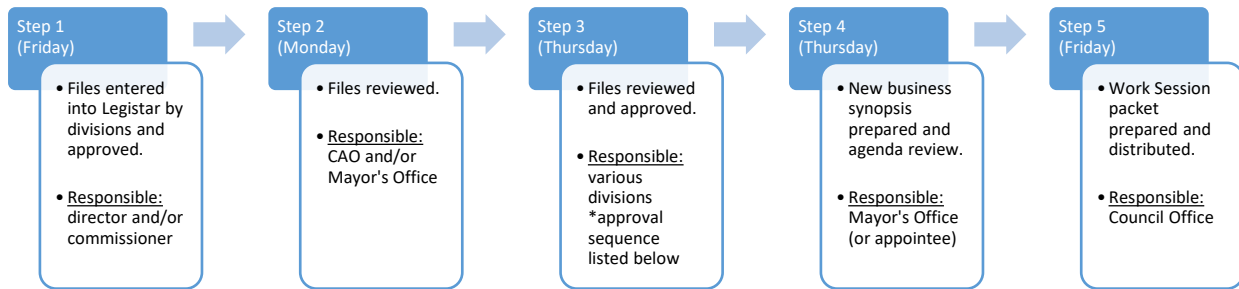 Step 1
(Friday)
• Files entered
into Legistar by
divisions and
approved.
• Responsible:
director and/or
commissioner
Step 2
(Monday)
• Files reviewed.
• Responsible:
CAO and/or
Mayor's Office
Step 3
(Thursday)
• Files reviewed
and approved.
• Responsible:
various
divisions
*approval
sequence
listed below
Step 4
(Thursday)
• New business
synopsis
prepared and
agenda review.
• Responsible:
Mayor's Office
(or appointee)
Step 5
(Friday)
• Work Session
packet
prepared and
distributed.
• Responsible:
Council Office